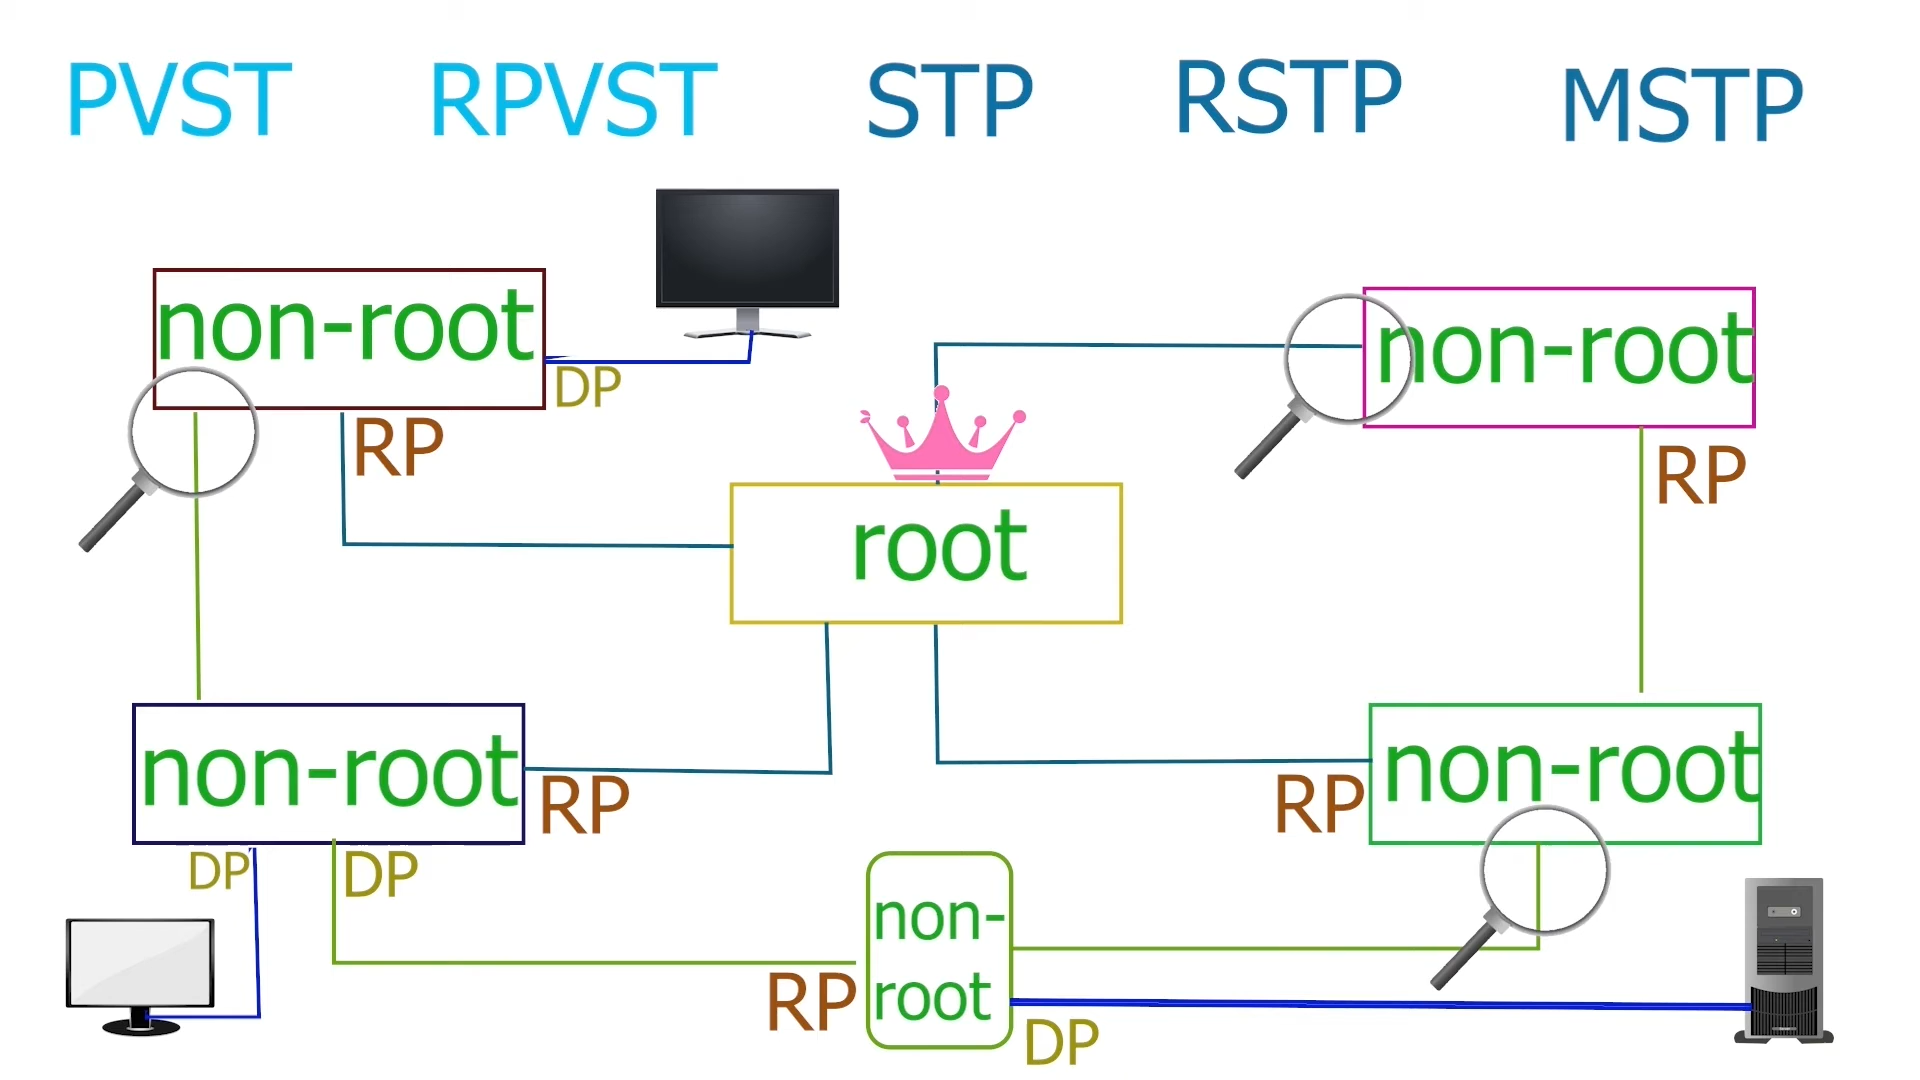 PVST RPVST STP RSTP MSTP
non-root
DP
RP
non-root
RP
root
non-root
RP
DP
DP
non-
root
RP
DP
RP
non-root